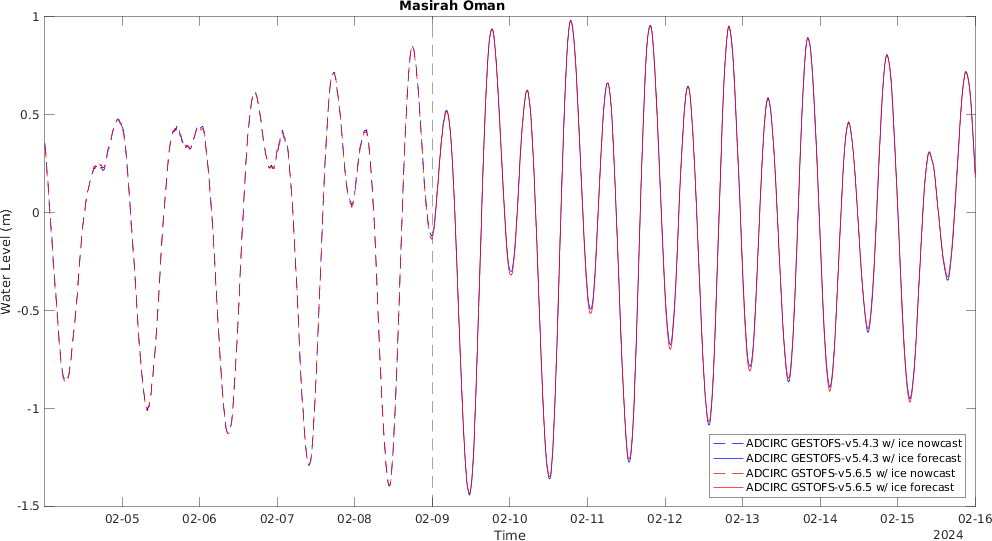 Masirah Oman
1
0.5
0
-0.5
-1
-1.5
Water Level (m)
02-05 02-06 02-07 02-08 02-09 02-10 02-11 02-12 02-13 02-14 02-15 02-16
Time
2024
ADCIRC GESTOFS-v5.4.3 w/ ice nowcast
ADCIRC GESTOFS-v5.4.3 w/ ice forecast
ADCIRC GSTOFS-v5.6.5 w/ ice nowcast
ADCIRC GSTOFS-v5.6.5 w/ ice forecast